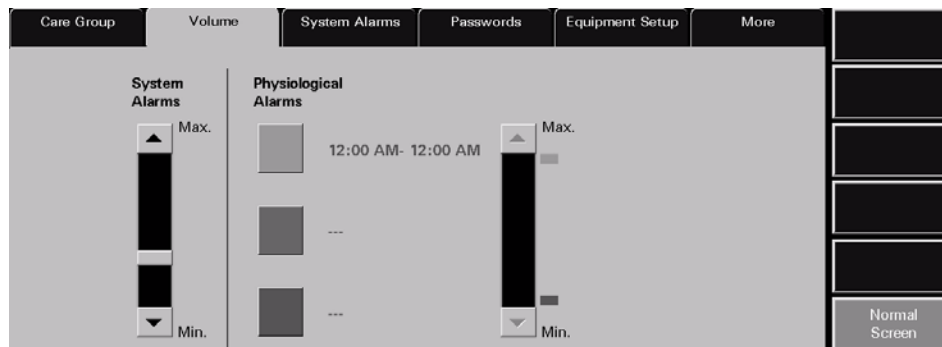 Care Group
Volume
System Alarms
Passwords
Equipment Setup
More
System
Alarms
Max.
Min.
Physiological
Alarms
12:00 AM- 12:00 AM
---
---
Max.
Min.
Normal
Screen